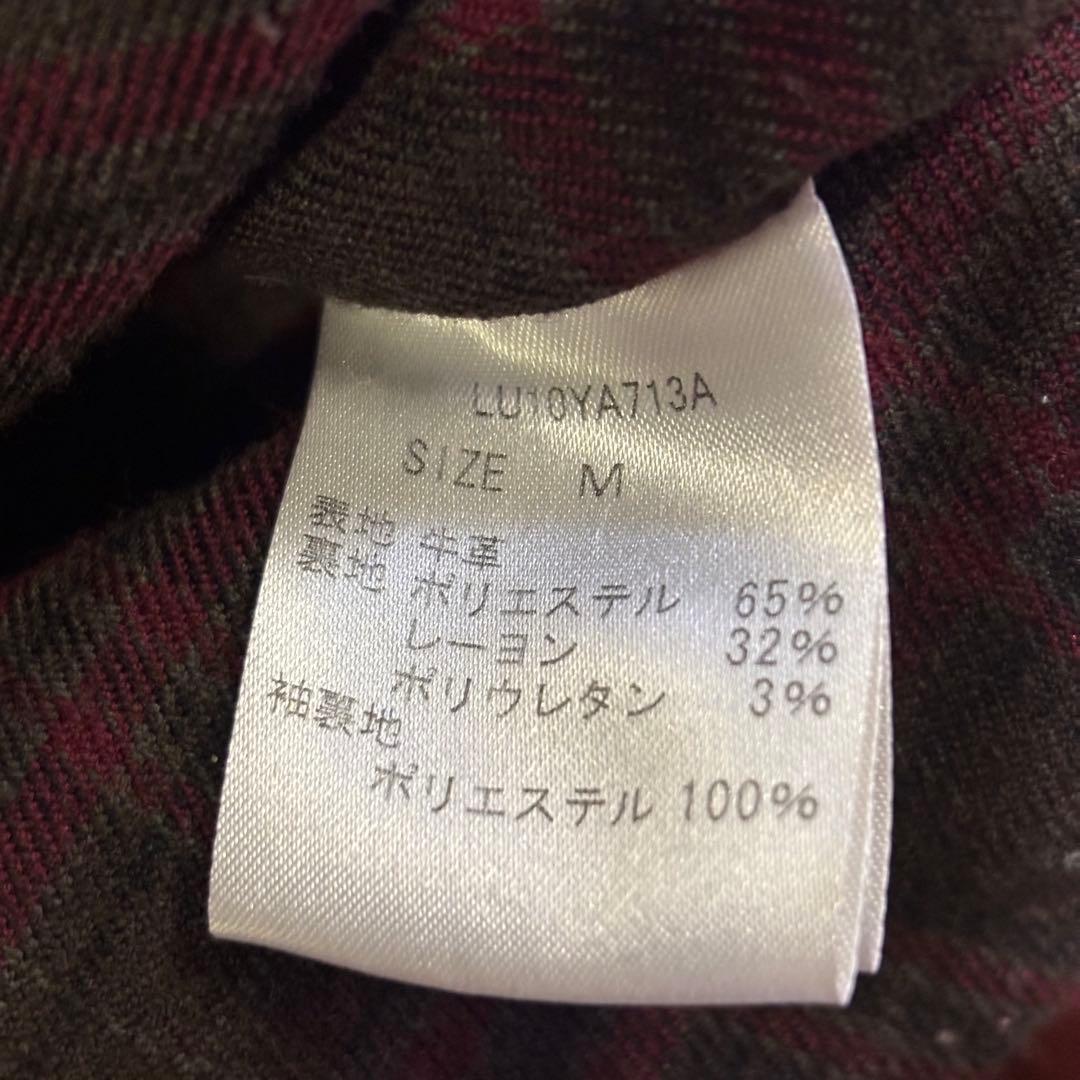 LU10YA713A
SIZE M
表地 牛革
裏地 ポリエステル 65%
レーヨン 32%
ポリウレタン 3%
袖裏地
ポリエステル 100%